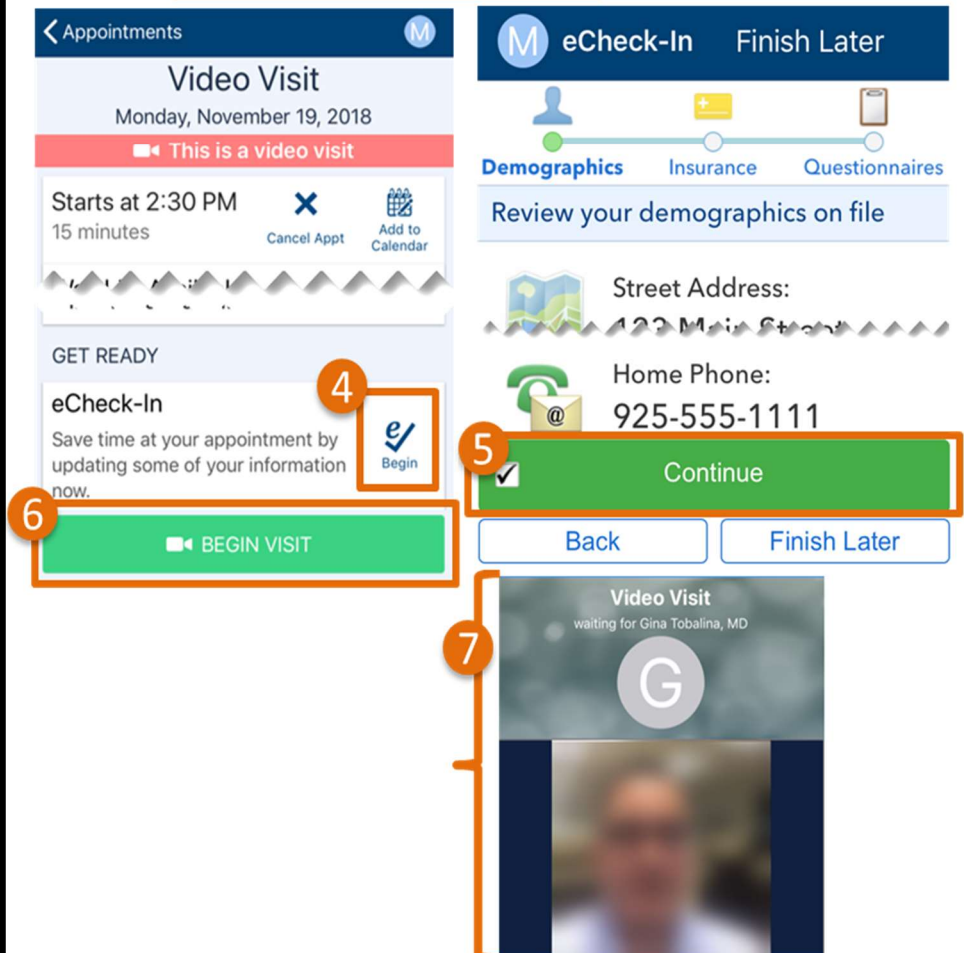 Appointments
M
Video Visit
Monday, November 19, 2018
This is a video visit
Starts at 2:30 PM
15 minutes
Cancel Appt
Add to
Calendar
GET READY
4
eCheck-In
Save time at your appointment by
updating some of your information
now.
Begin
6
BEGIN VISIT
M eCheck-In Finish Later
Demographics Insurance Questionnaires
Review your demographics on file
Street Address:
123 Main Street
Home Phone:
925-555-1111
@
5
Continue
Back Finish Later
7
Video Visit
waiting for Gina Tobalina, MD
G